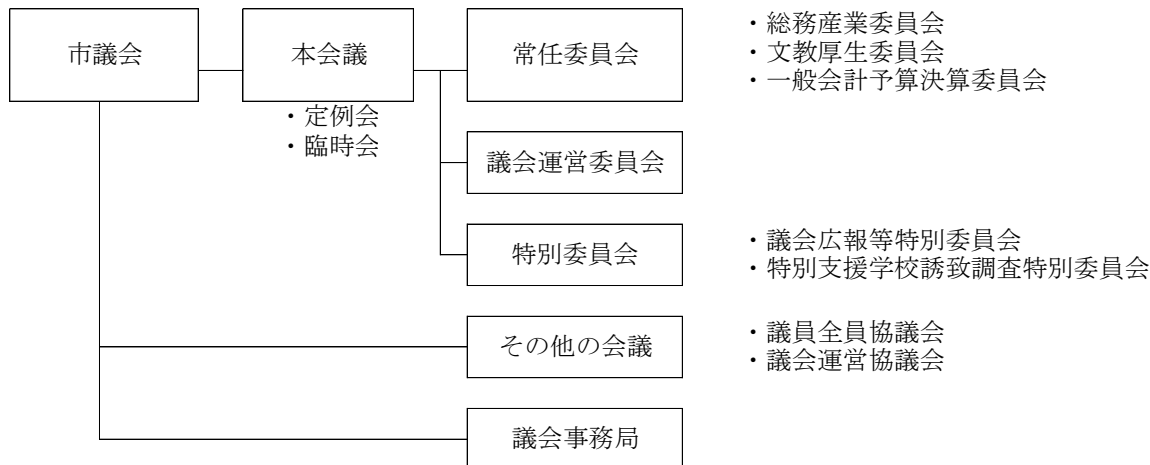 市議会
本会議
・定例会
・臨時会
常任委員会
・総務産業委員会
・文教厚生委員会
・一般会計予算決算委員会
議会運営委員会
特別委員会
・議会広報等特別委員会
・特別支援学校誘致調査特別委員会
その他の会議
・議員全員協議会
・議会運営協議会
議会事務局